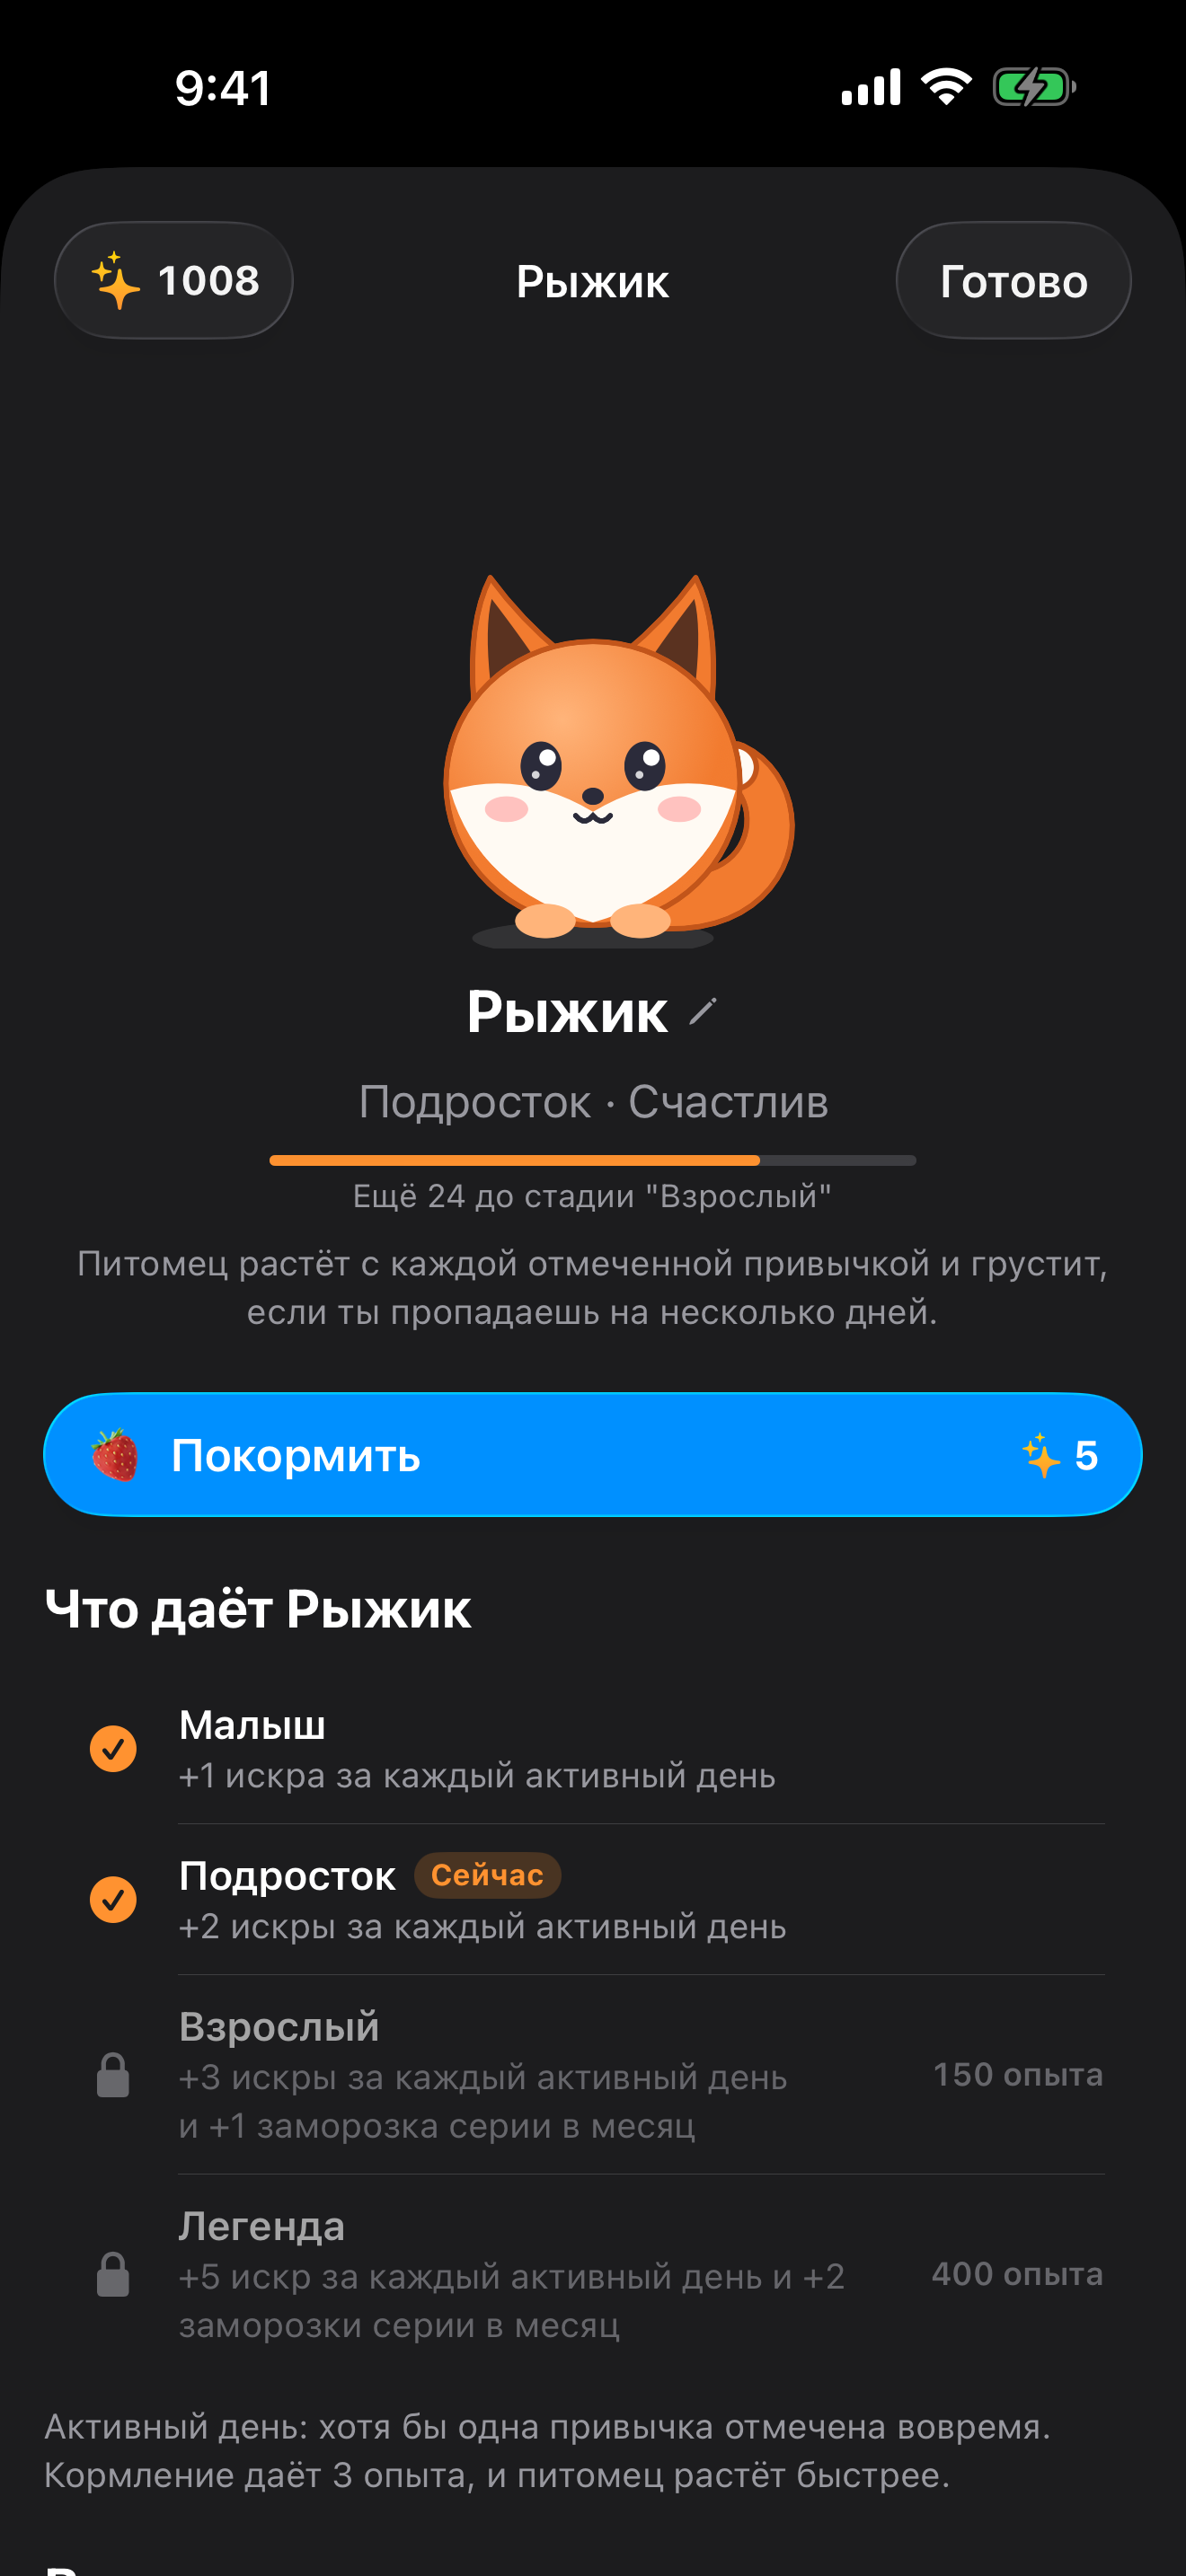 9:41
1008
Рыжик
Готово
Рыжик
Подросток · Счастлив
Ещё 24 до стадии "Взрослый"
Питомец растёт с каждой отмеченной привычкой и грустит,
если ты пропадаешь на несколько дней.
Покормить
5
Что даёт Рыжик
Малыш
+1 искра за каждый активный день
Подросток Сейчас
+2 искры за каждый активный день
Взрослый
+3 искры за каждый активный день
и +1 заморозка серии в месяц
150 опыта
Легенда
+5 искр за каждый активный день и +2
заморозки серии в месяц
400 опыта
Активный день: хотя бы одна привычка отмечена вовремя.
Кормление даёт 3 опыта, и питомец растёт быстрее.